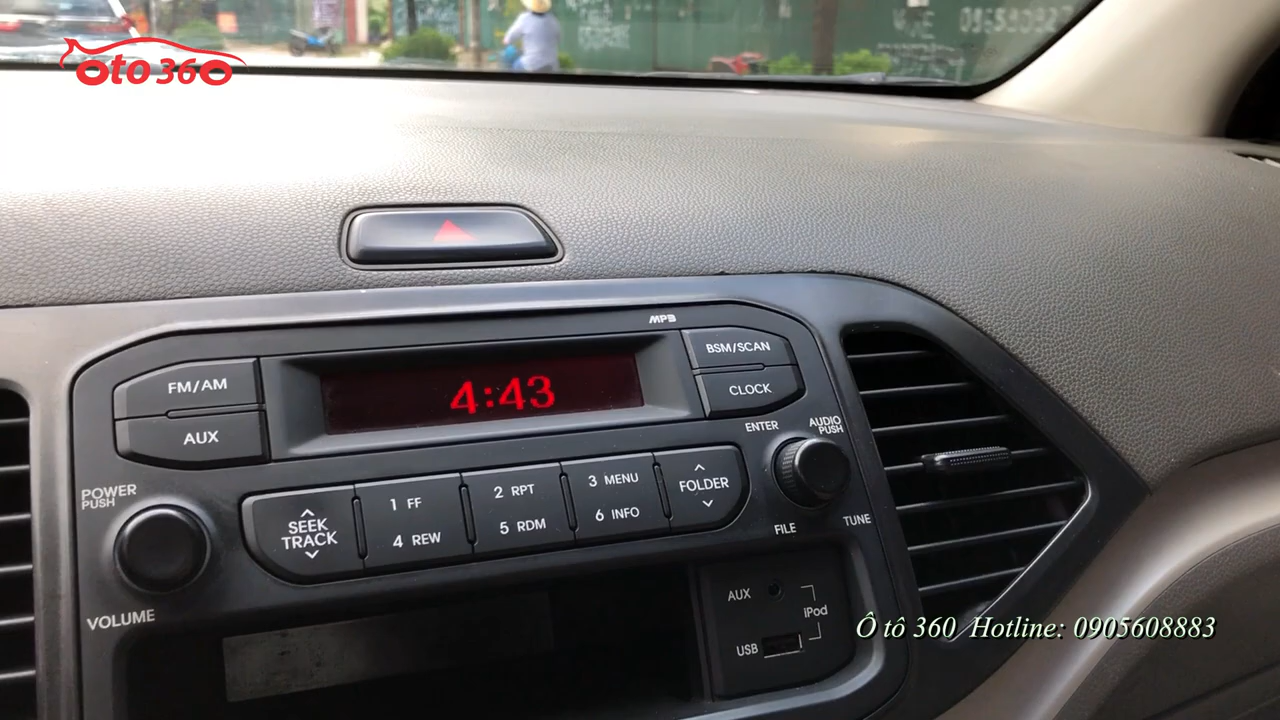 oto 360
MP3
FM/AM
4:43
BSM/SCAN
AUX
CLOCK
ENTER
AUDIO
PUSH
POWER
PUSH
SEEK
TRACK
1 FF
4 REW
2 RPT
5 RDM
3 MENU
6 INFO
FOLDER
FILE
TUNE
VOLUME
AUX
iPod
USB
Ô tô 360 Hotline: 0905608883